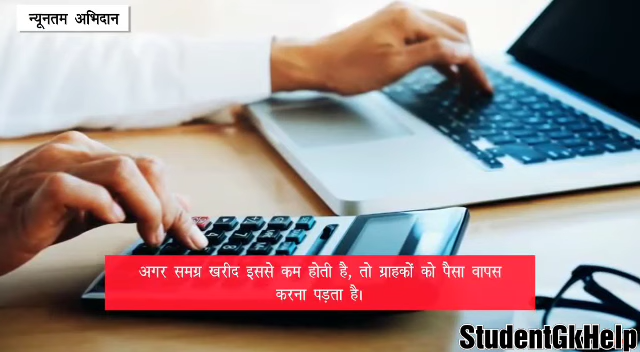 न्यूनतम अभिदान
अगर समग्र खरीद इससे कम होती है, तो ग्राहकों को पैसा वापस
करना पड़ता है।
StudentGkHelp